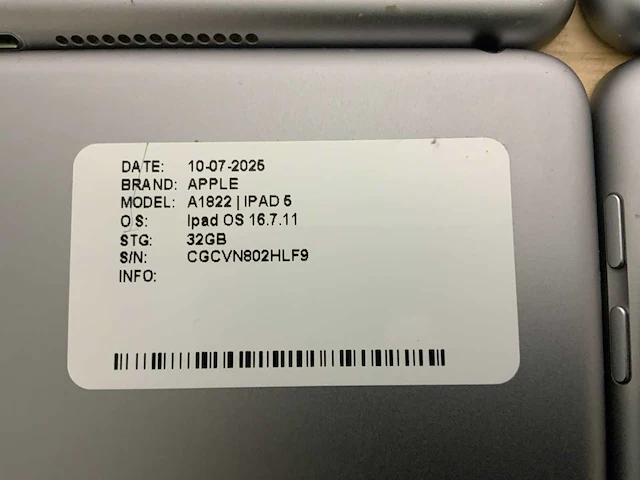 DATE: 10-07-2025
BRAND: APPLE
MODEL: A1822 | IPAD 5
OS: Ipad OS 16.7.11
STG: 32GB
S/N: CGCVN802HLF9
INFO: